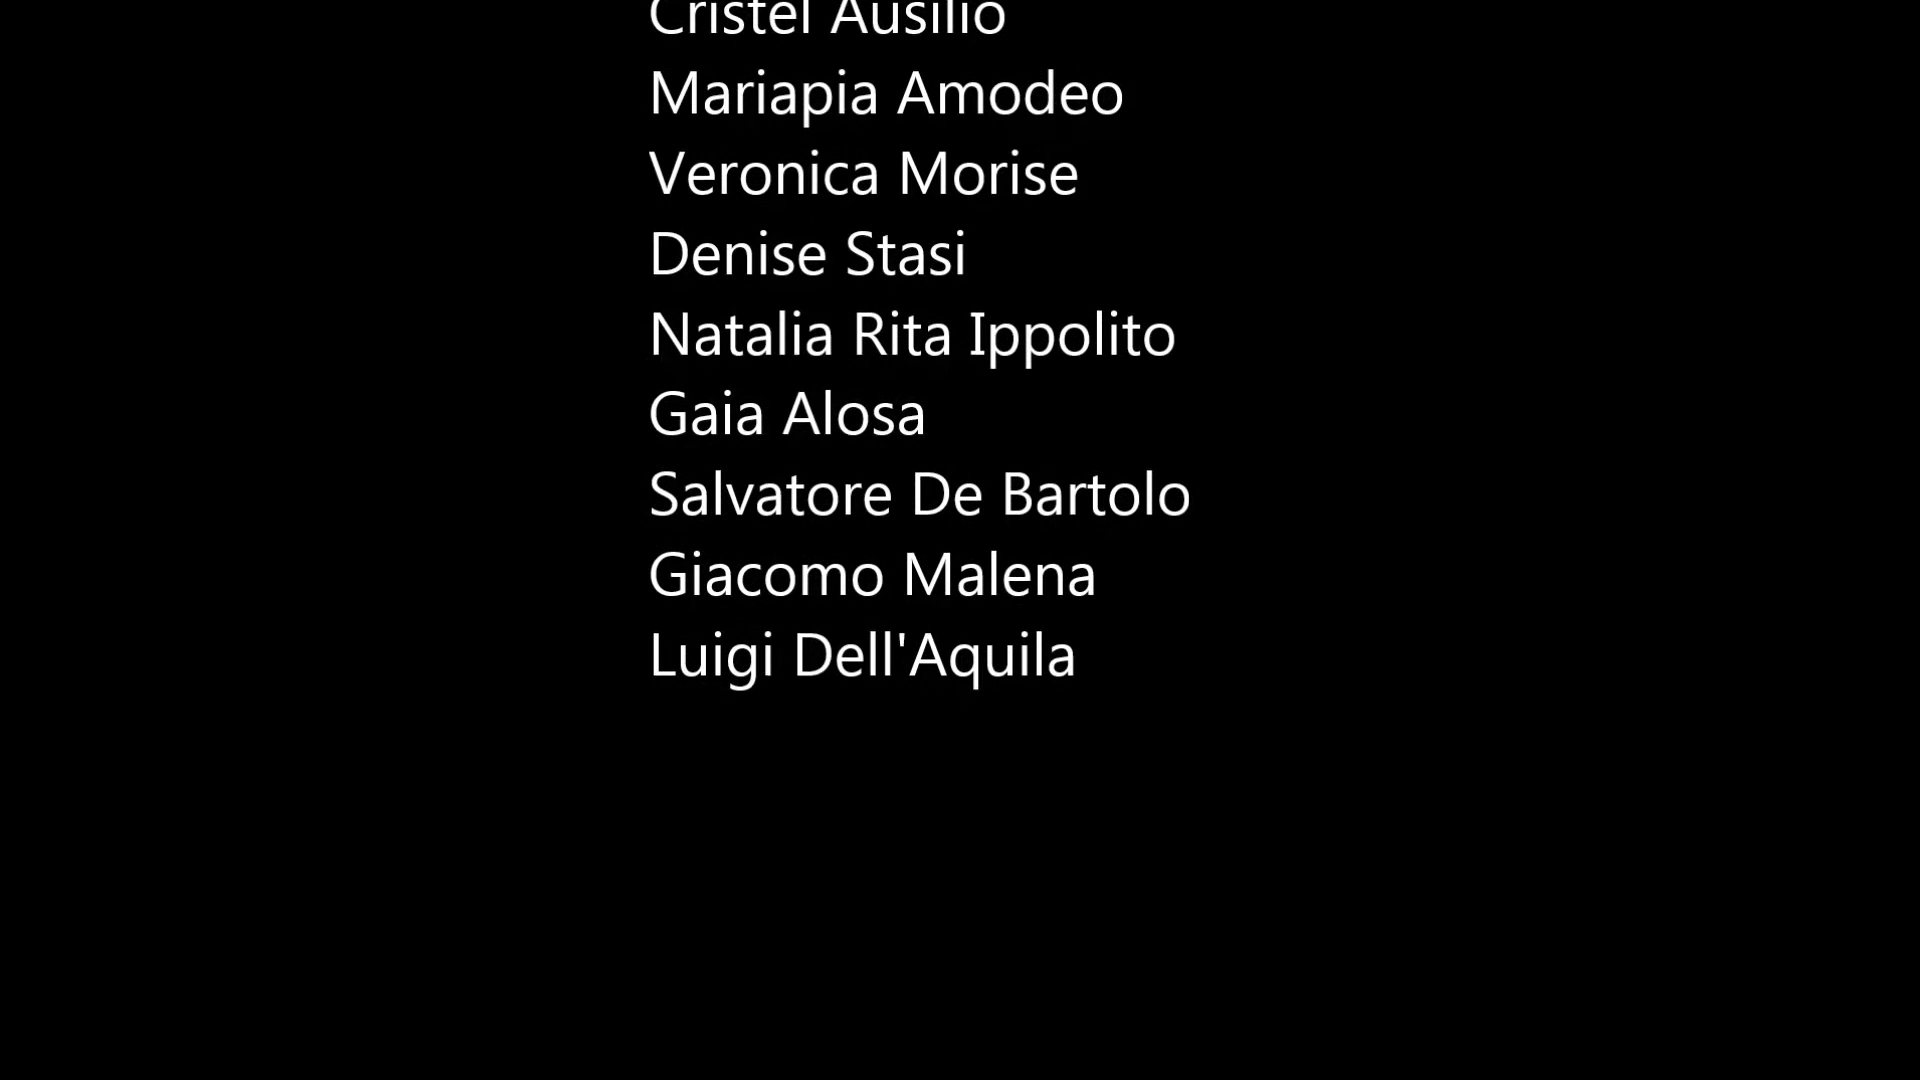 Cristel Ausilio
Mariapia Amodeo
Veronica Morise
Denise Stasi
Natalia Rita Ippolito
Gaia Alosa
Salvatore De Bartolo
Giacomo Malena
Luigi Dell'Aquila